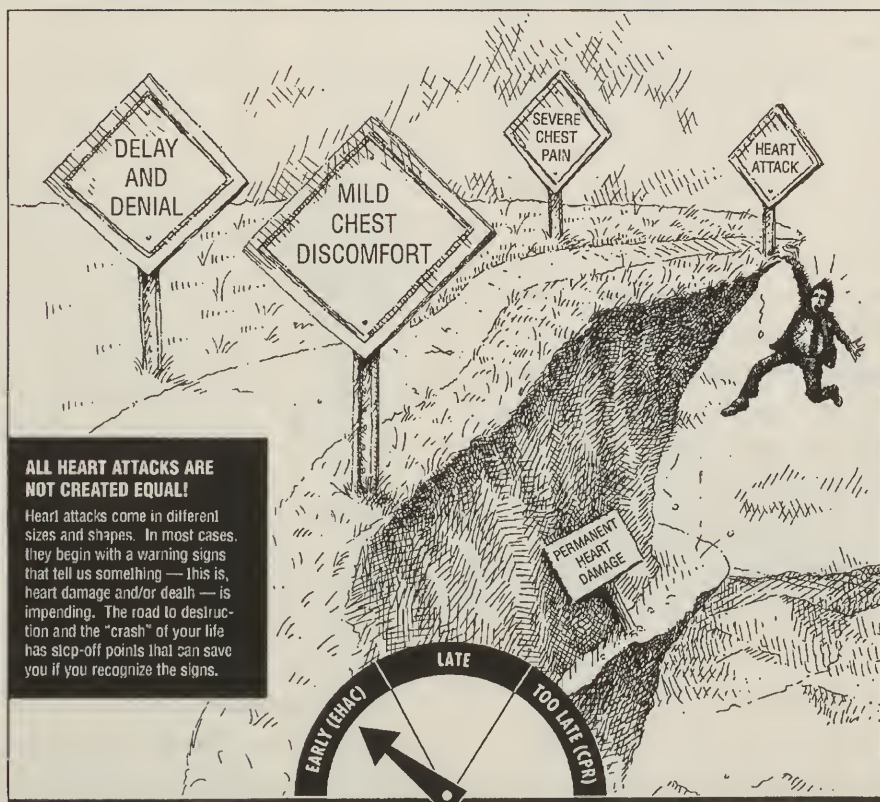 DELAY
AND
DENIAL
MILD
CHEST
DISCOMFORT
SEVERE
CHEST
PAIN
HEART
ATTACK
ALL HEART ATTACKS ARE
NOT CREATED EQUAL!
Heart attacks come in different
sizes and shapes. In most cases,
they begin with a warning signs
that tell us something — this is,
heart damage and/or death — is
impending. The road to destruc-
tion and the "crash" of your life
has step-off points that can save
you if you recognize the signs.
PERMANENT
HEART
DAMAGE
EARLY (EHAC)
LATE
TOO LATE (CPR)